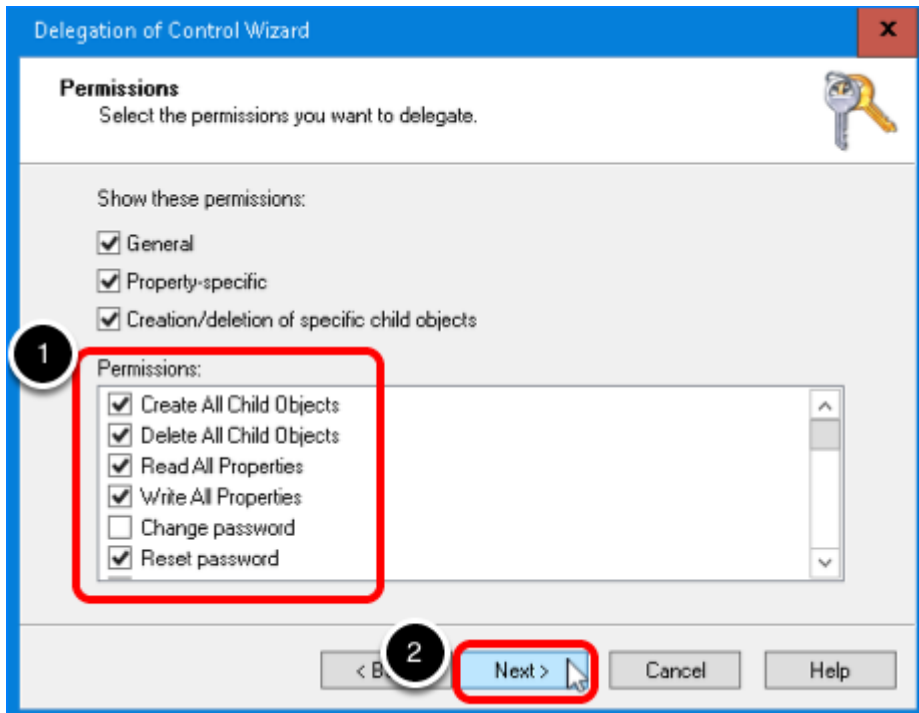 Delegation of Control Wizard
x
Permissions
Select the permissions you want to delegate.
Show these permissions:
General
Property-specific
Creation/deletion of specific child objects
1
Permissions:
Create All Child Objects
Delete All Child Objects
Read All Properties
Write All Properties
Change password
Reset password
2
< B
Next >
Cancel
Help